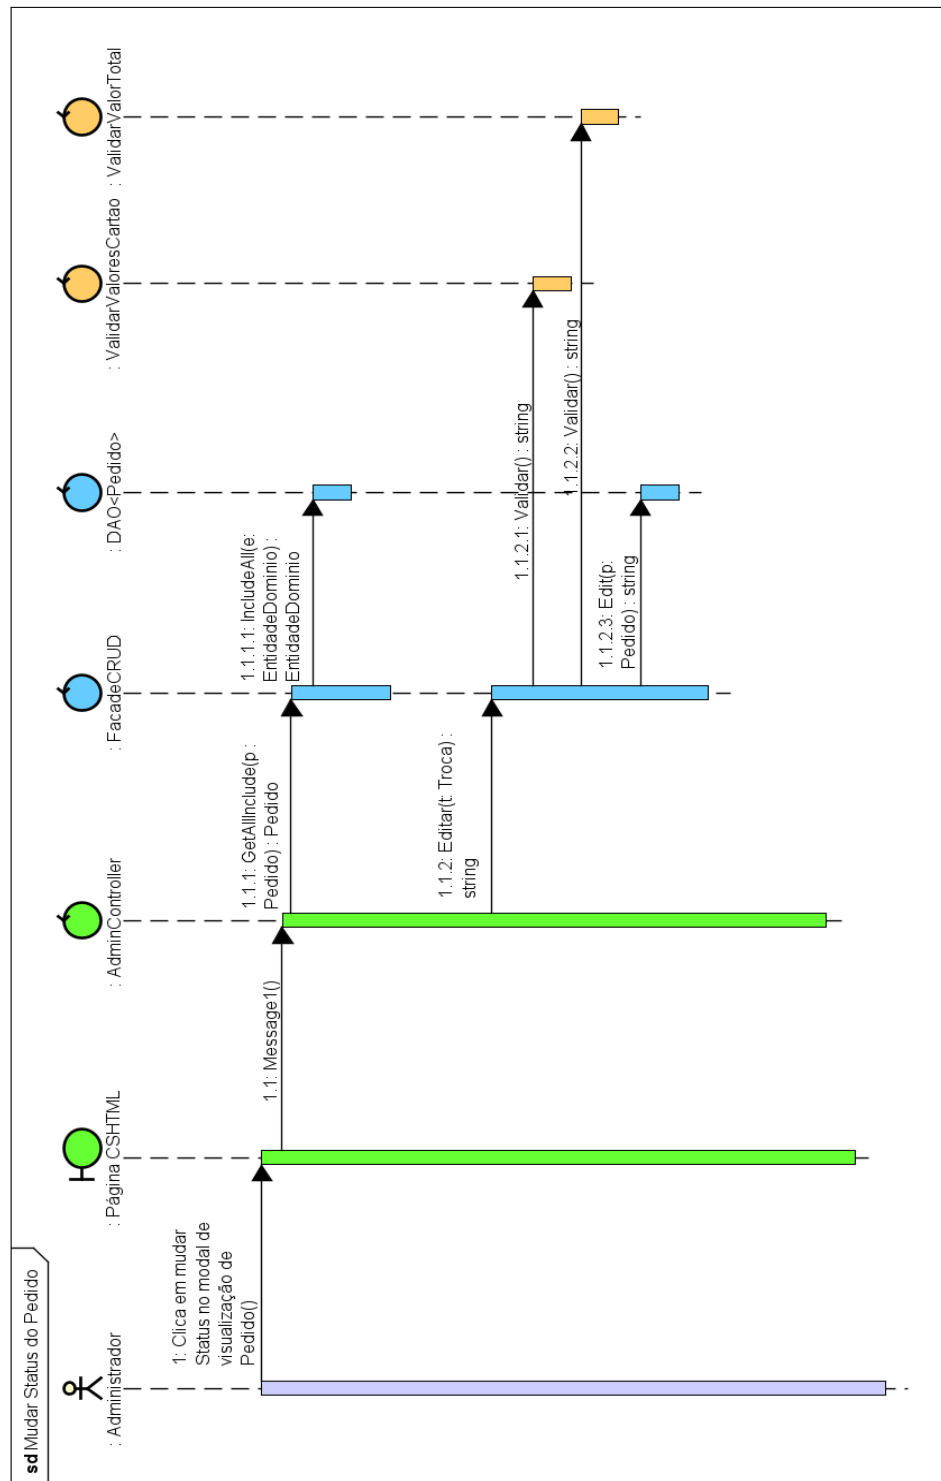 sd Mudar Status do Pedido
: Administrador
: Página CSHTML
: AdminController
: FacadeCRUD
: DAO<Pedido>
: ValidarValoresCartao
: ValidarValorTotal
1: Clica em mudar
Status no modal de
visualização de
Pedido()
1.1: Message1()
1.1.1: GetAllInclude(p :
Pedido) : Pedido
1.1.1.1: IncludeAll(e:
EntidadeDominio) :
EntidadeDominio
1.1.2: Editar(t: Troca) :
string
1.1.2.1: Validar() : string
1.1.2.2: Validar() : string
1.1.2.3: Edit(p:
Pedido) : string